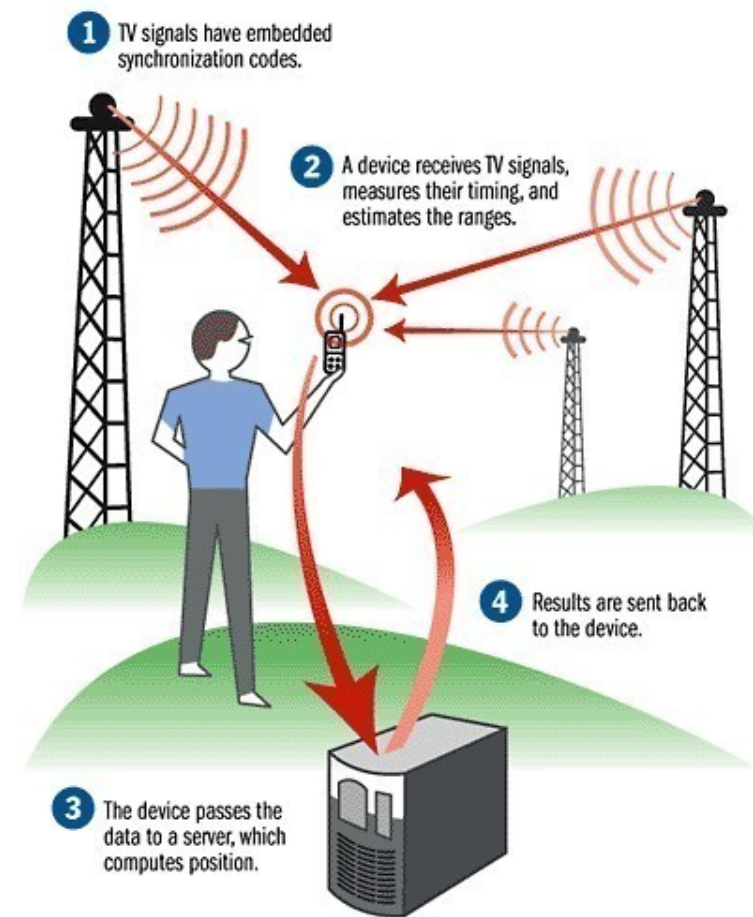 1 TV signals have embedded
synchronization codes.
2 A device receives TV signals,
measures their timing, and
estimates the ranges.
4 Results are sent back
to the device.
3 The device passes the
data to a server, which
computes position.